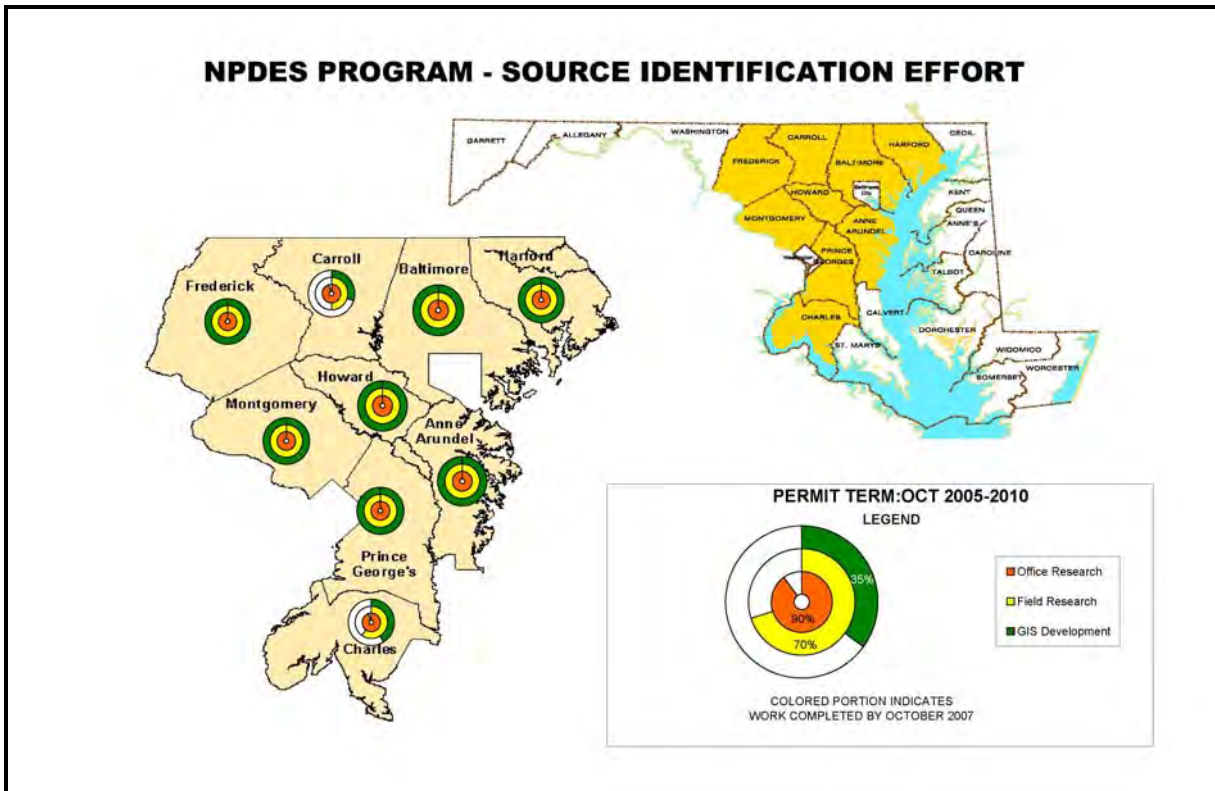 NPDES PROGRAM - SOURCE IDENTIFICATION EFFORT
GARRETT
ALLEGANY
WASHINGTON
FREDERICK
CARROLL
BALTIMORE
HARFORD
CECIL
Baltimore
City
KENT
HOWARD
QUEEN
ANNE'S
MONTGOMERY
ANNE
ARUNDEL
CAROLINE
PRINCE
GEORGES
TALBOT
CHARLES
CALVERT
ST. MARYS
DORCHESTER
WICOMICO
WORCESTER
SOMERSET
Frederick
Carroll
Baltimore
Harford
Howard
Montgomery
Anne
Arundel
Prince
George's
Charles
PERMIT TERM:OCT 2005-2010
LEGEND
35%
90%
70%
Office Research
Field Research
GIS Development
COLORED PORTION INDICATES
WORK COMPLETED BY OCTOBER 2007